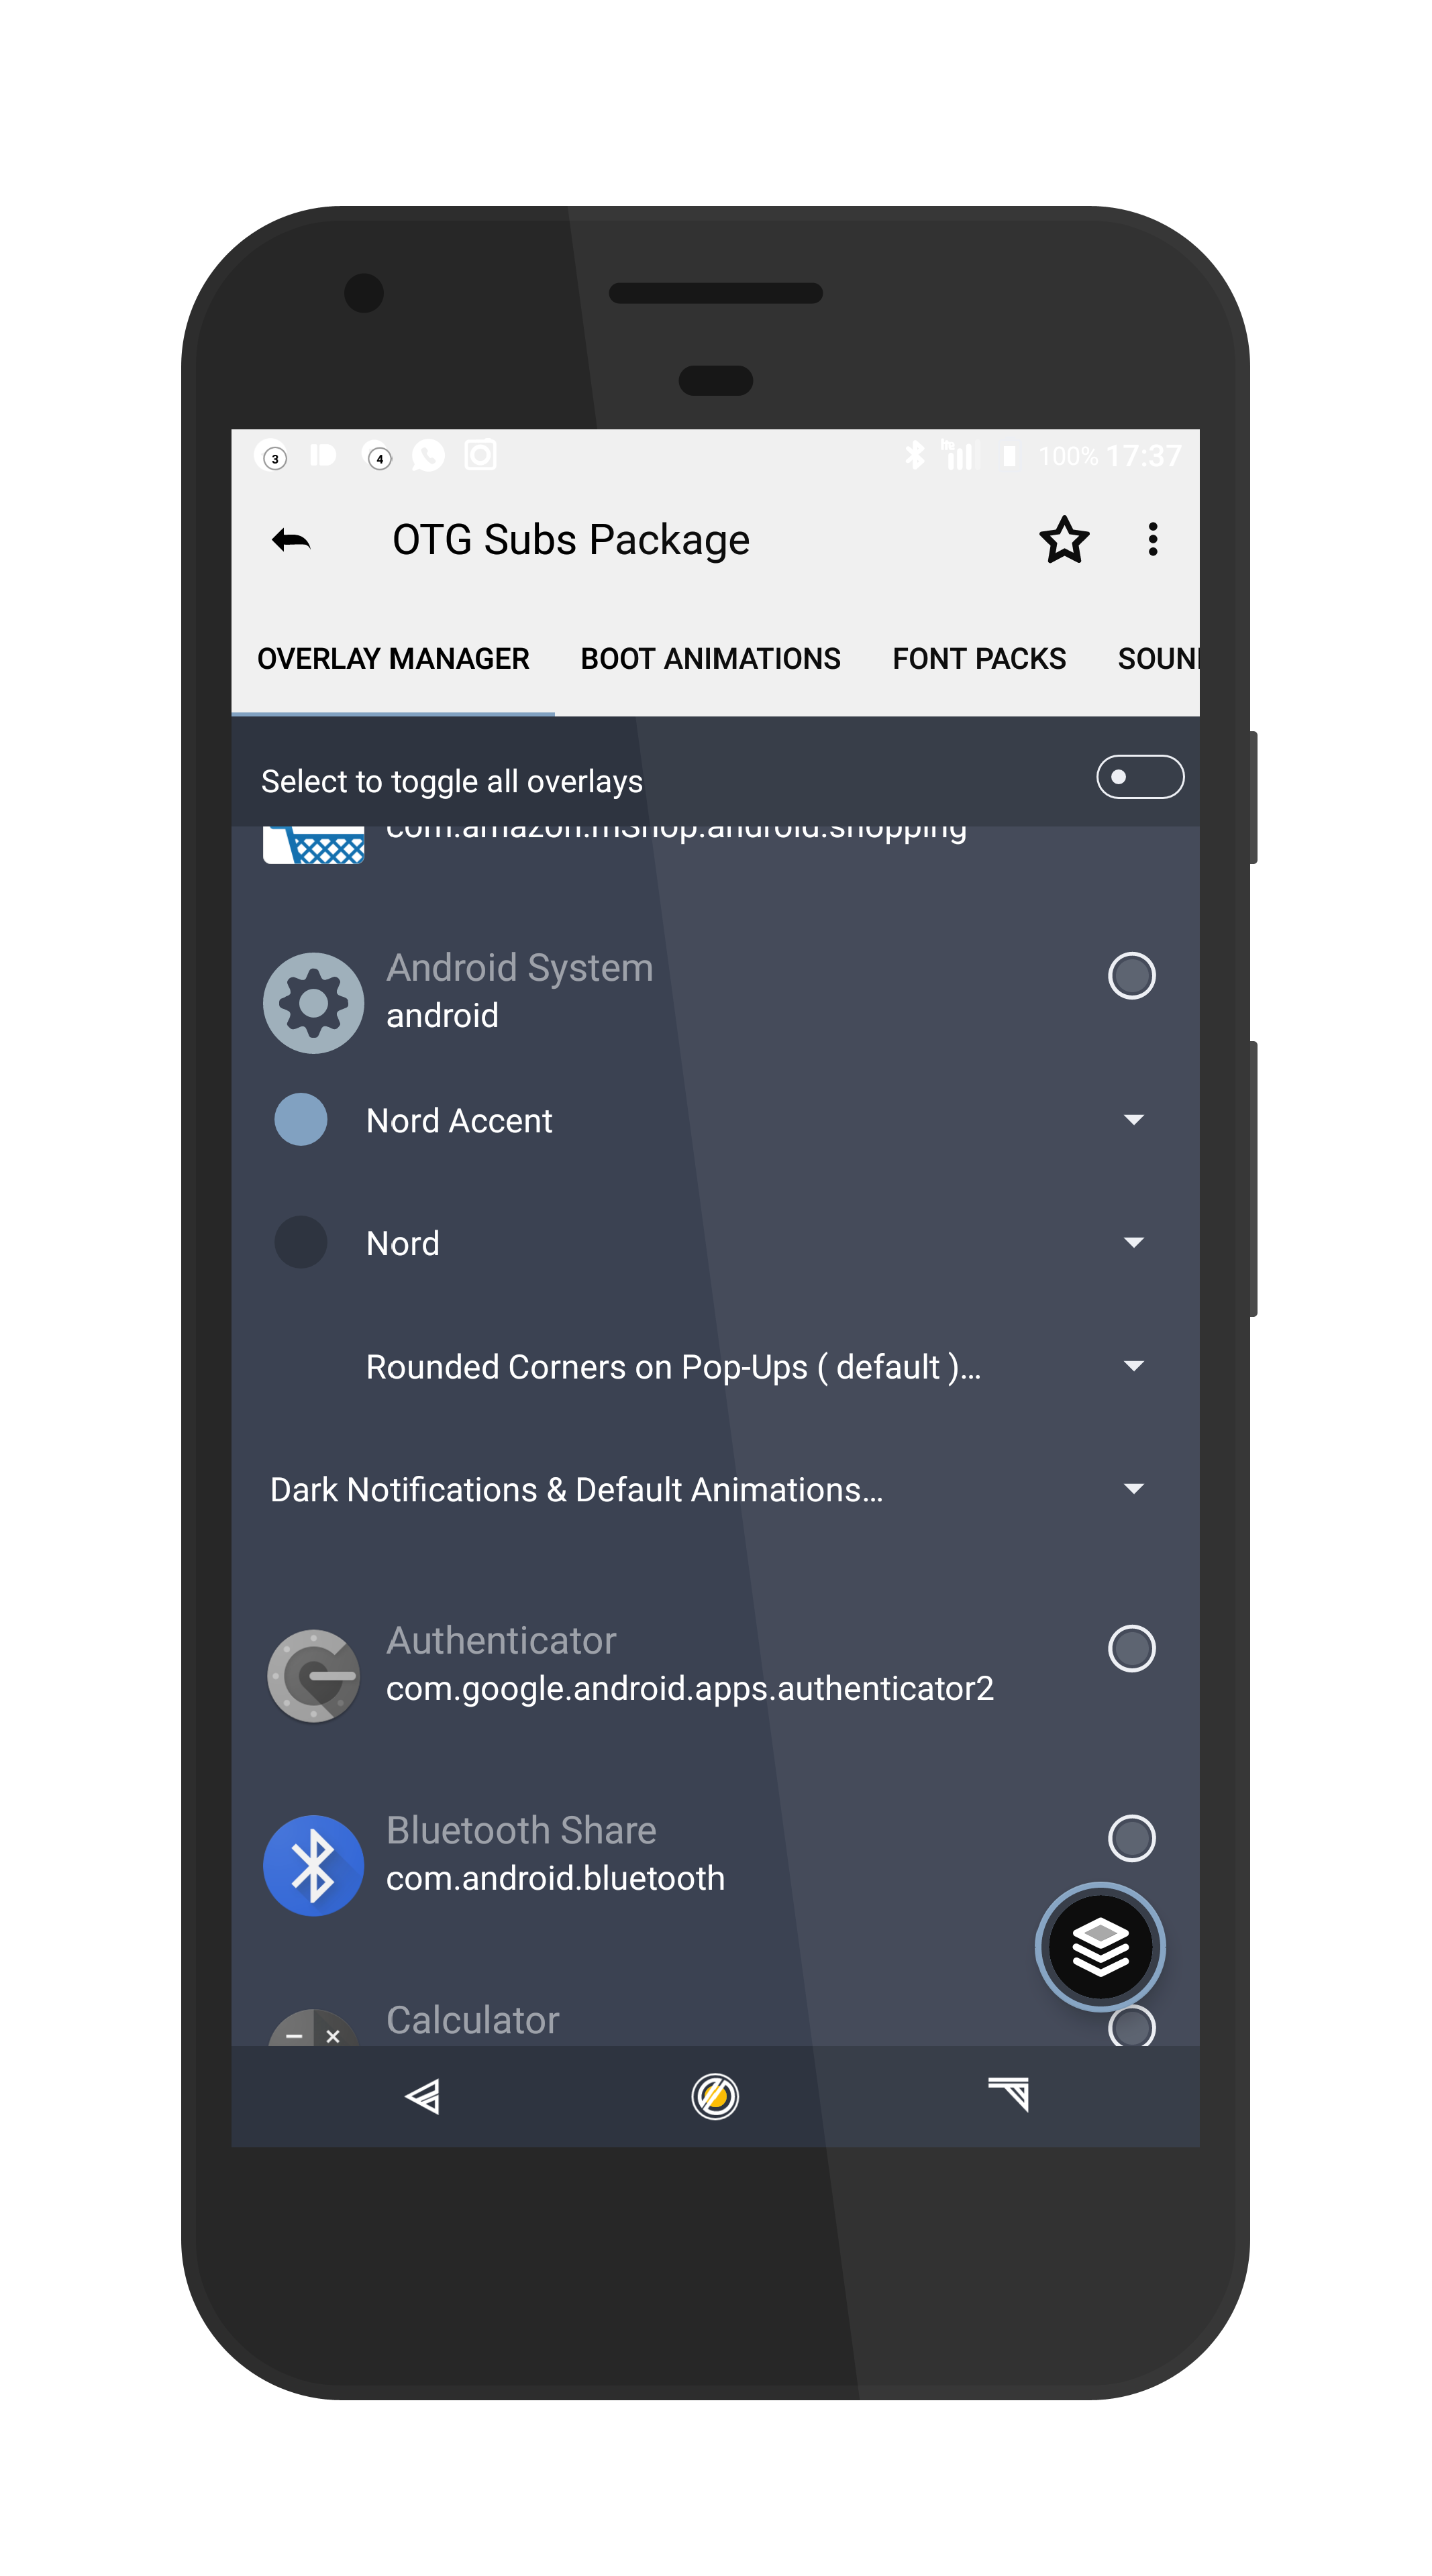 3 4 100% 17:37
OTG Subs Package
OVERLAY MANAGER BOOT ANIMATIONS FONT PACKS SOUN
Select to toggle all overlays
com.amazon.mShop.android.shopping
Android System
android
Nord Accent
Nord
Rounded Corners on Pop-Ups ( default )...
Dark Notifications & Default Animations...
Authenticator
com.google.android.apps.authenticator2
Bluetooth Share
com.android.bluetooth
Calculator